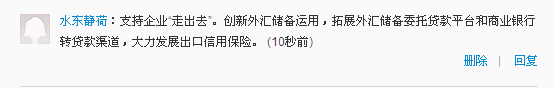 水东静荷：支持企业“走出去”。创新外汇储备运用，拓展外汇储备委托贷款平台和商业银行
转贷款渠道，大力发展出口信用保险。 (10秒前)
删除 | 回复